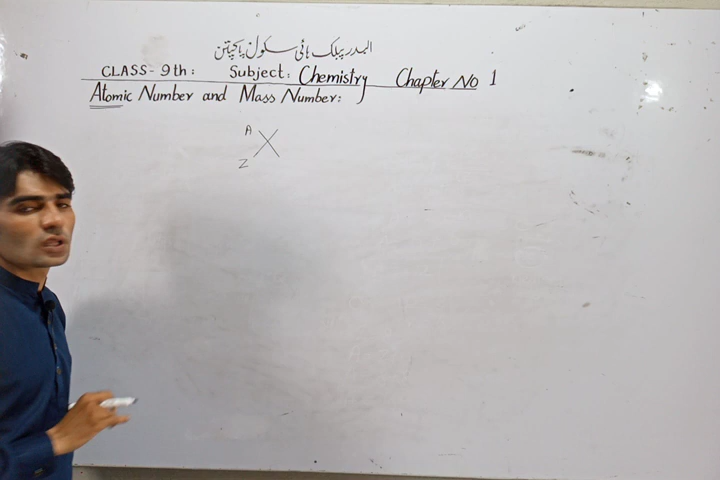 البدر پبلک ہائی سکول پاکپتن
CLASS-9th: Subject: Chemistry Chapter No 1
Atomic Number and Mass Number:
A
X
Z